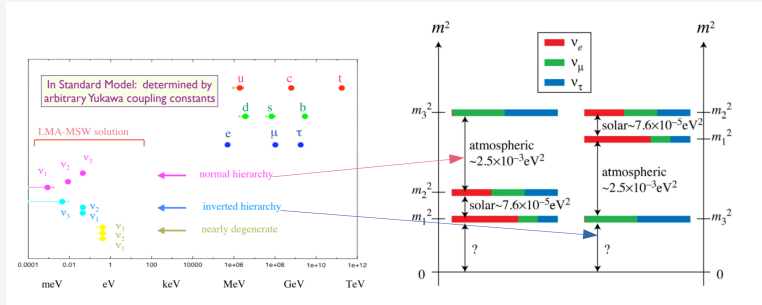 In Standard Model: determined by
arbitrary Yukawa coupling constants
u c t
d s b
e μ τ
LMA-MSW solution
ν₁ ν₂ ν₃
normal hierarchy
ν₃ ν₂
ν₁
inverted hierarchy
ν₃
ν₂
ν₁
nearly degenerate
0.0001 0.01 1 100 1e+04 1e+06 1e+08 1e+10 1e+12
meV eV keV MeV GeV TeV
m² m²
νₑ
ν_μ
ν_τ
m₃² m₂²
solar~7.6×10⁻⁵eV²
m₁²
atmospheric
~2.5×10⁻³eV²
atmospheric
~2.5×10⁻³eV²
m₂²
solar~7.6×10⁻⁵eV²
m₁² m₃²
? ?
0 0